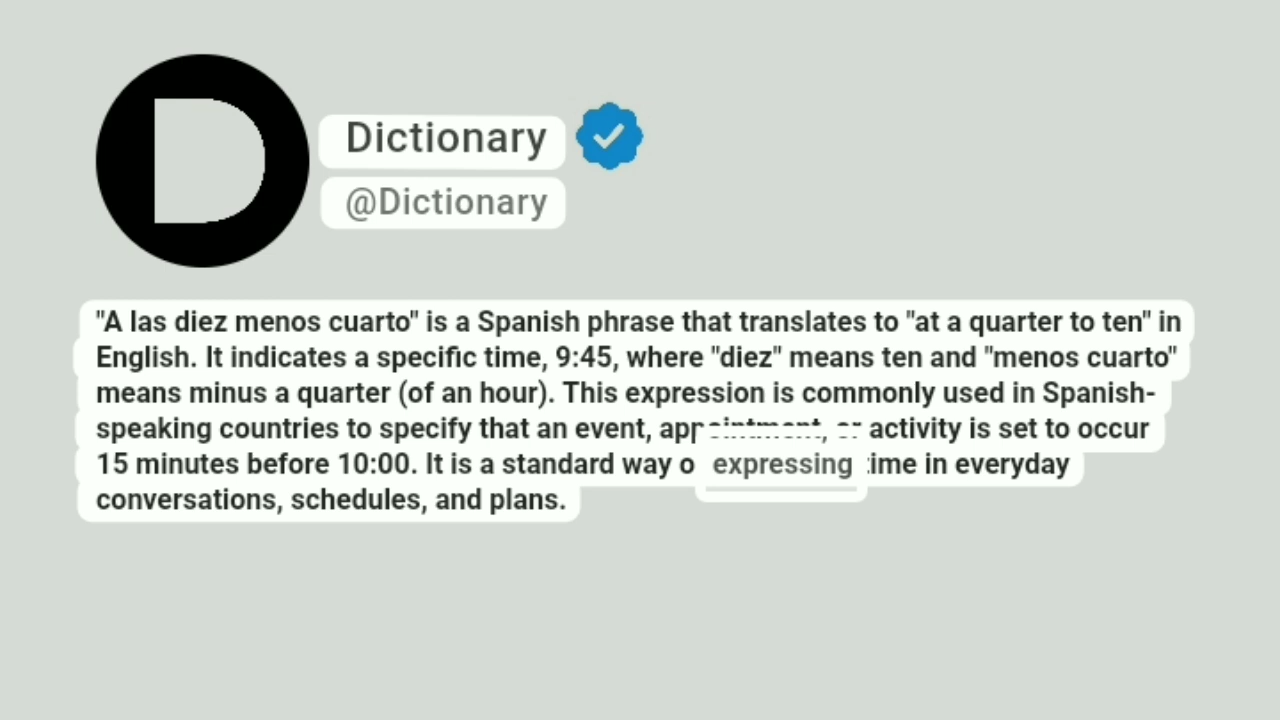 D
Dictionary
@Dictionary
"A las diez menos cuarto" is a Spanish phrase that translates to "at a quarter to ten" in
English. It indicates a specific time, 9:45, where "diez" means ten and "menos cuarto"
means minus a quarter (of an hour). This expression is commonly used in Spanish-
speaking countries to specify that an event, appointment, or activity is set to occur
15 minutes before 10:00. It is a standard way o expressing time in everyday
conversations, schedules, and plans.